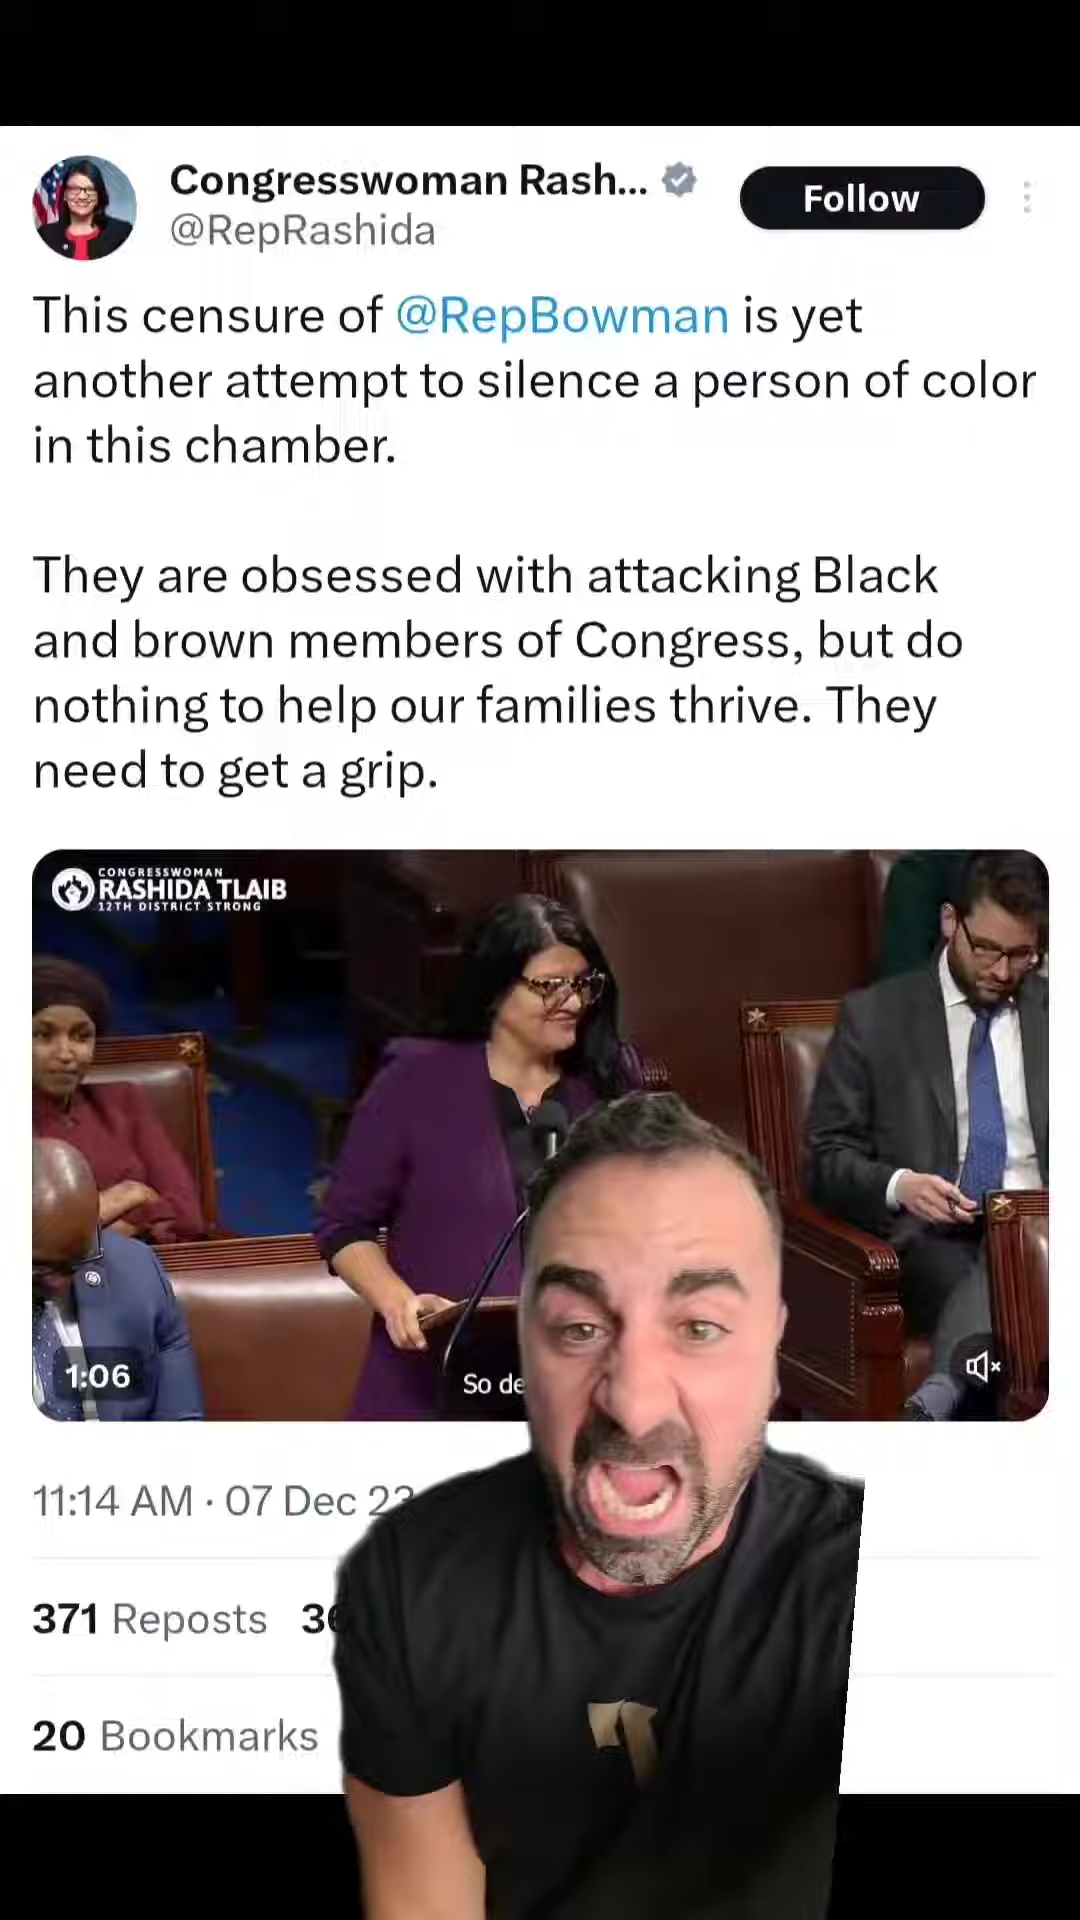 Congresswoman Rash...
Follow
@RepRashida
This censure of @RepBowman is yet
another attempt to silence a person of color
in this chamber.
They are obsessed with attacking Black
and brown members of Congress, but do
nothing to help our families thrive. They
need to get a grip.
CONGRESSWOMAN
RASHIDA TLAIB
12TH DISTRICT STRONG
1:06
So de
11:14 AM · 07 Dec 23
371 Reposts
20 Bookmarks